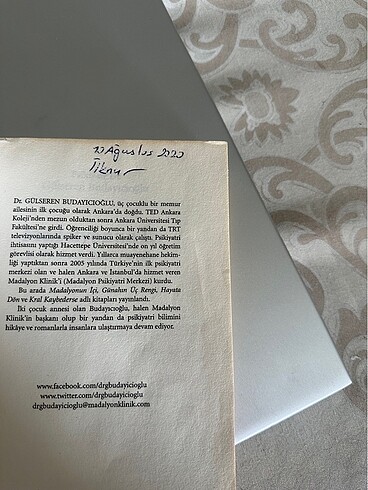 10 Ağustos 2020
İlknur
Dr. GÜLSEREN BUDAYICIOĞLU, üç çocuklu bir memur
ailesinin ilk çocuğu olarak Ankara'da doğdu. TED Ankara
Koleji'nden mezun olduktan sonra Ankara Üniversitesi Tıp
Fakültesi'ne girdi. Öğrenciliği boyunca bir yandan da TRT
televizyonlarında spiker ve sunucu olarak çalıştı. Psikiyatri
ihtisasını yaptığı Hacettepe Üniversitesi'nde on yıl öğretim
görevlisi olarak hizmet verdi. Yıllarca muayenehane hekim-
liği yaptıktan sonra 2005 yılında Türkiye'nin ilk psikiyatri
merkezi olan ve halen Ankara ve İstanbul'da hizmet veren
Madalyon Klinik'i (Madalyon Psikiyatri Merkezi) kurdu.
Bu arada Madalyonun İçi, Günahın Üç Rengi, Hayata
Dön ve Kral Kaybederse adlı kitapları yayınlandı.
İki çocuk annesi olan Budayıcıoğlu, halen Madalyon
Klinik'in başkanı olup bir yandan da psikiyatri bilimini
hikâye ve romanlarla insanlara ulaştırmaya devam ediyor.
www.facebook.com/drgbudayicioglu
www.twitter.com/drgbudayicioglu
drgbudayicioglu@madalyonklinik.com